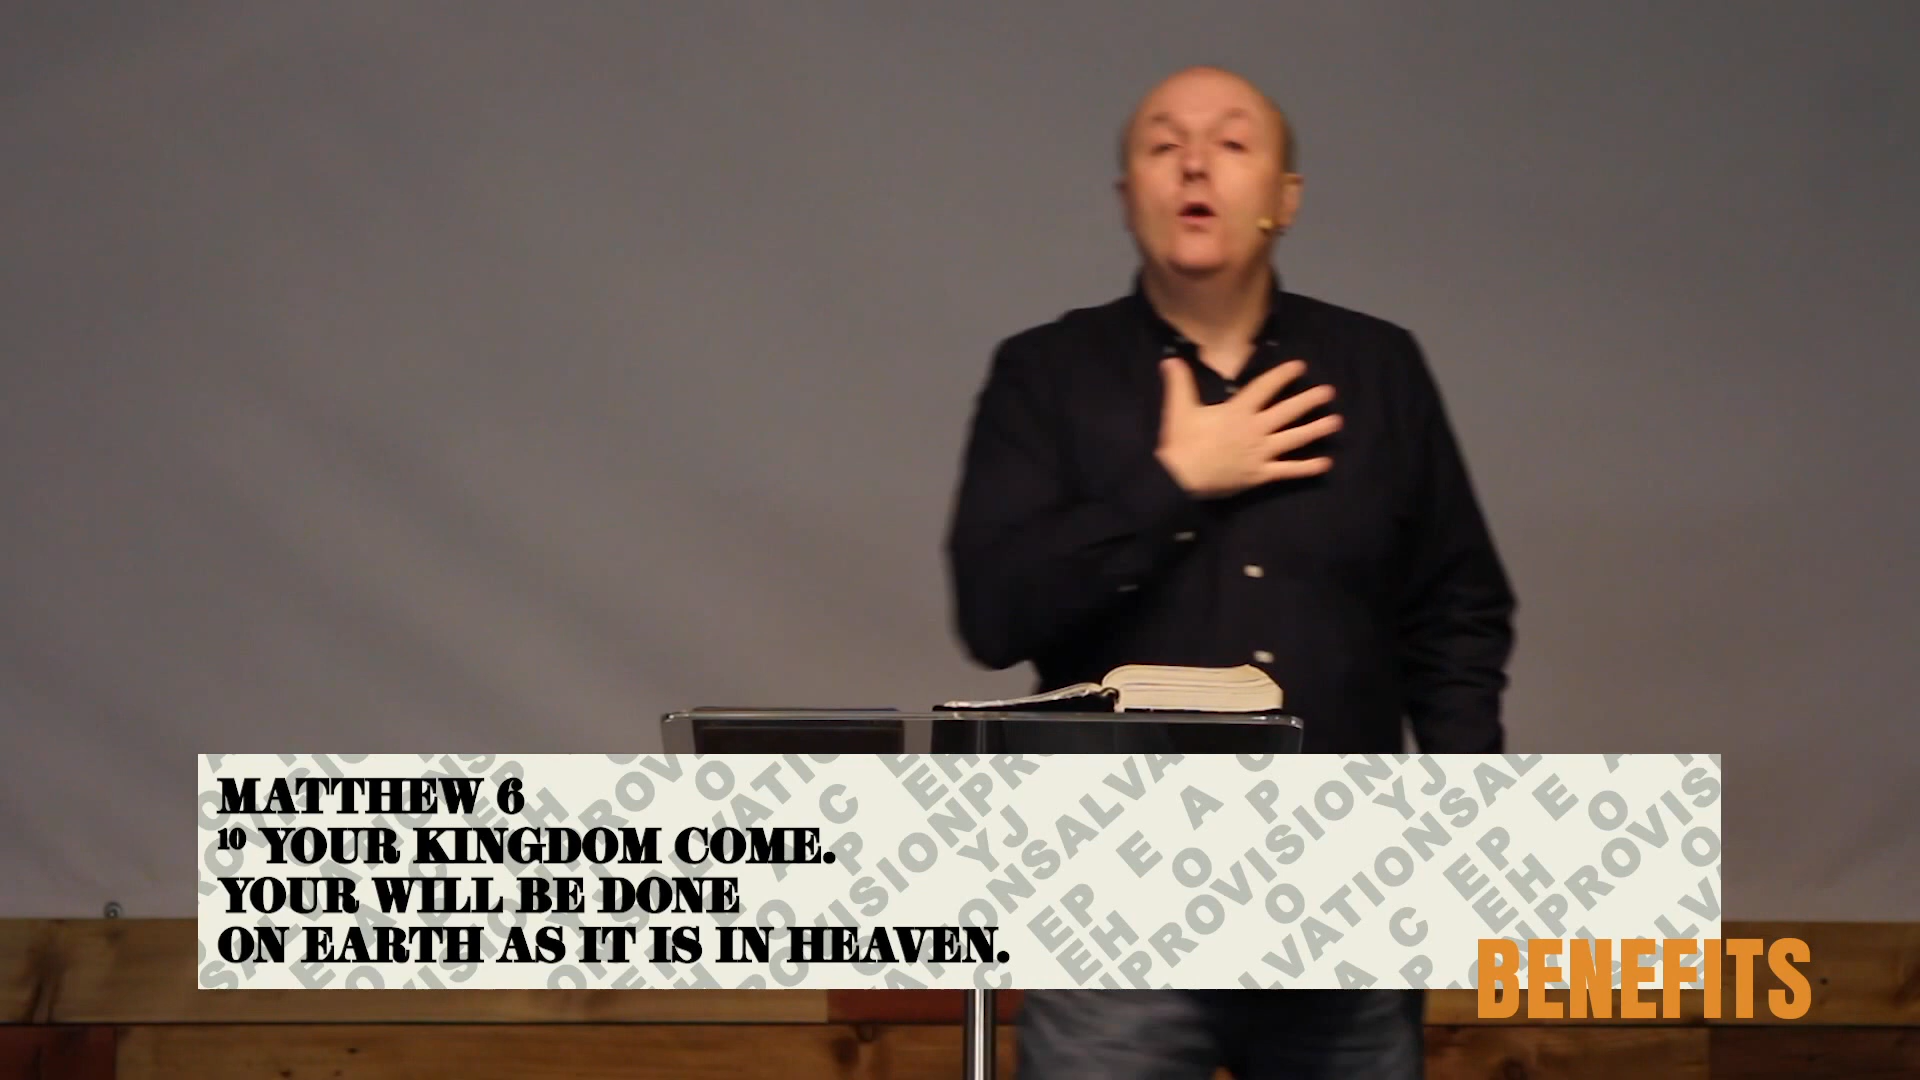 MATTHEW 6
10 YOUR KINGDOM COME.
YOUR WILL BE DONE
ON EARTH AS IT IS IN HEAVEN.
BENEFITS